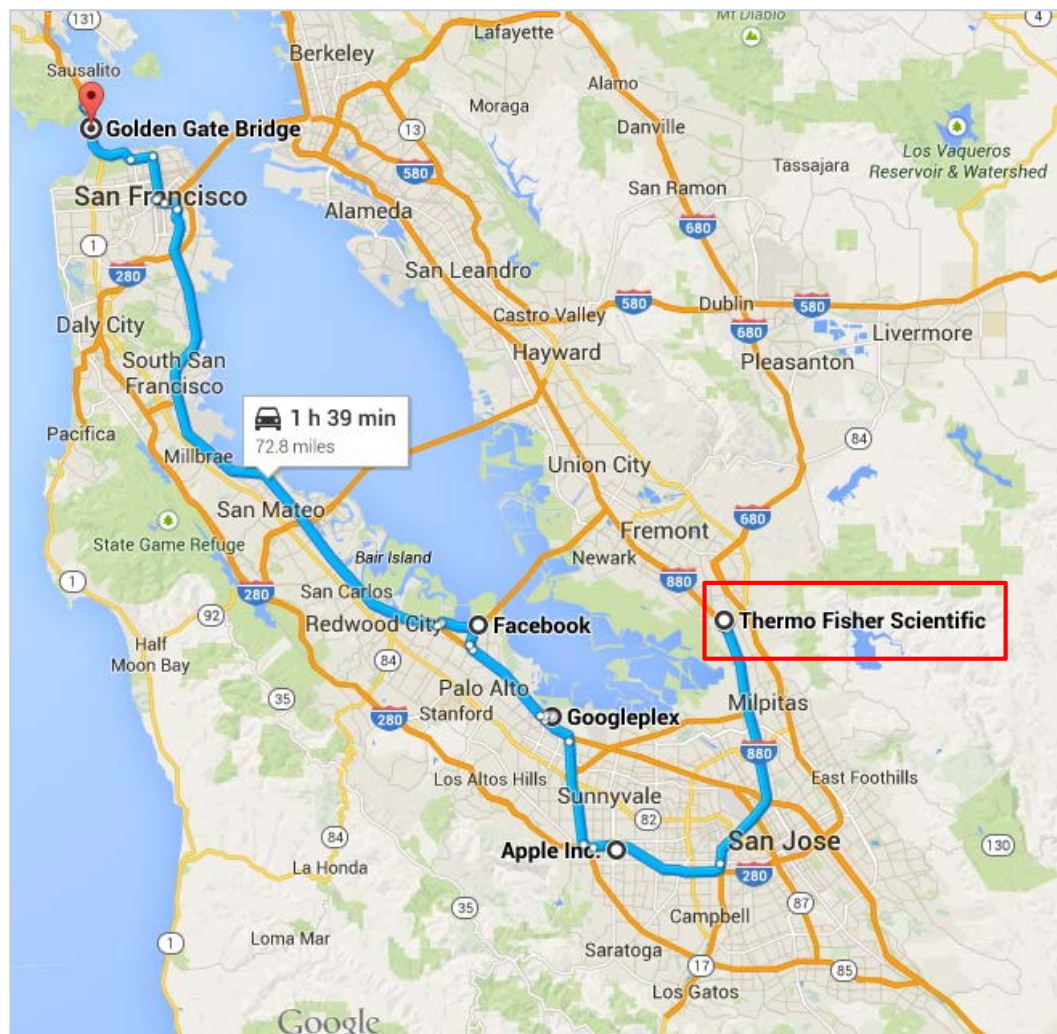 131
Mt Diablo
4
Lafayette
Berkeley
Sausalito
Alamo
Moraga
Golden Gate Bridge
13
Danville
Los Vaqueros
Reservoir & Watershed
Tassajara
580
San Ramon
San Francisco
Alameda
680
1
280
San Leandro
580
Dublin
580
Castro Valley
Daly City
680
Livermore
Hayward
Pleasanton
South San
Francisco
1 h 39 min
72.8 miles
Pacifica
84
Millbrae
Union City
San Mateo
680
Fremont
State Game Refuge
Bair Island
Newark
880
1
280
San Carlos
92
Redwood City
Facebook
Thermo Fisher Scientific
Half
Moon Bay
84
Palo Alto
35
Milpitas
Stanford
280
Googleplex
880
Los Altos Hills
East Foothills
Sunnyvale
82
84
San Jose
130
Apple Inc.
La Honda
280
87
35
Campbell
1
Loma Mar
Saratoga
17
85
Los Gatos
Google